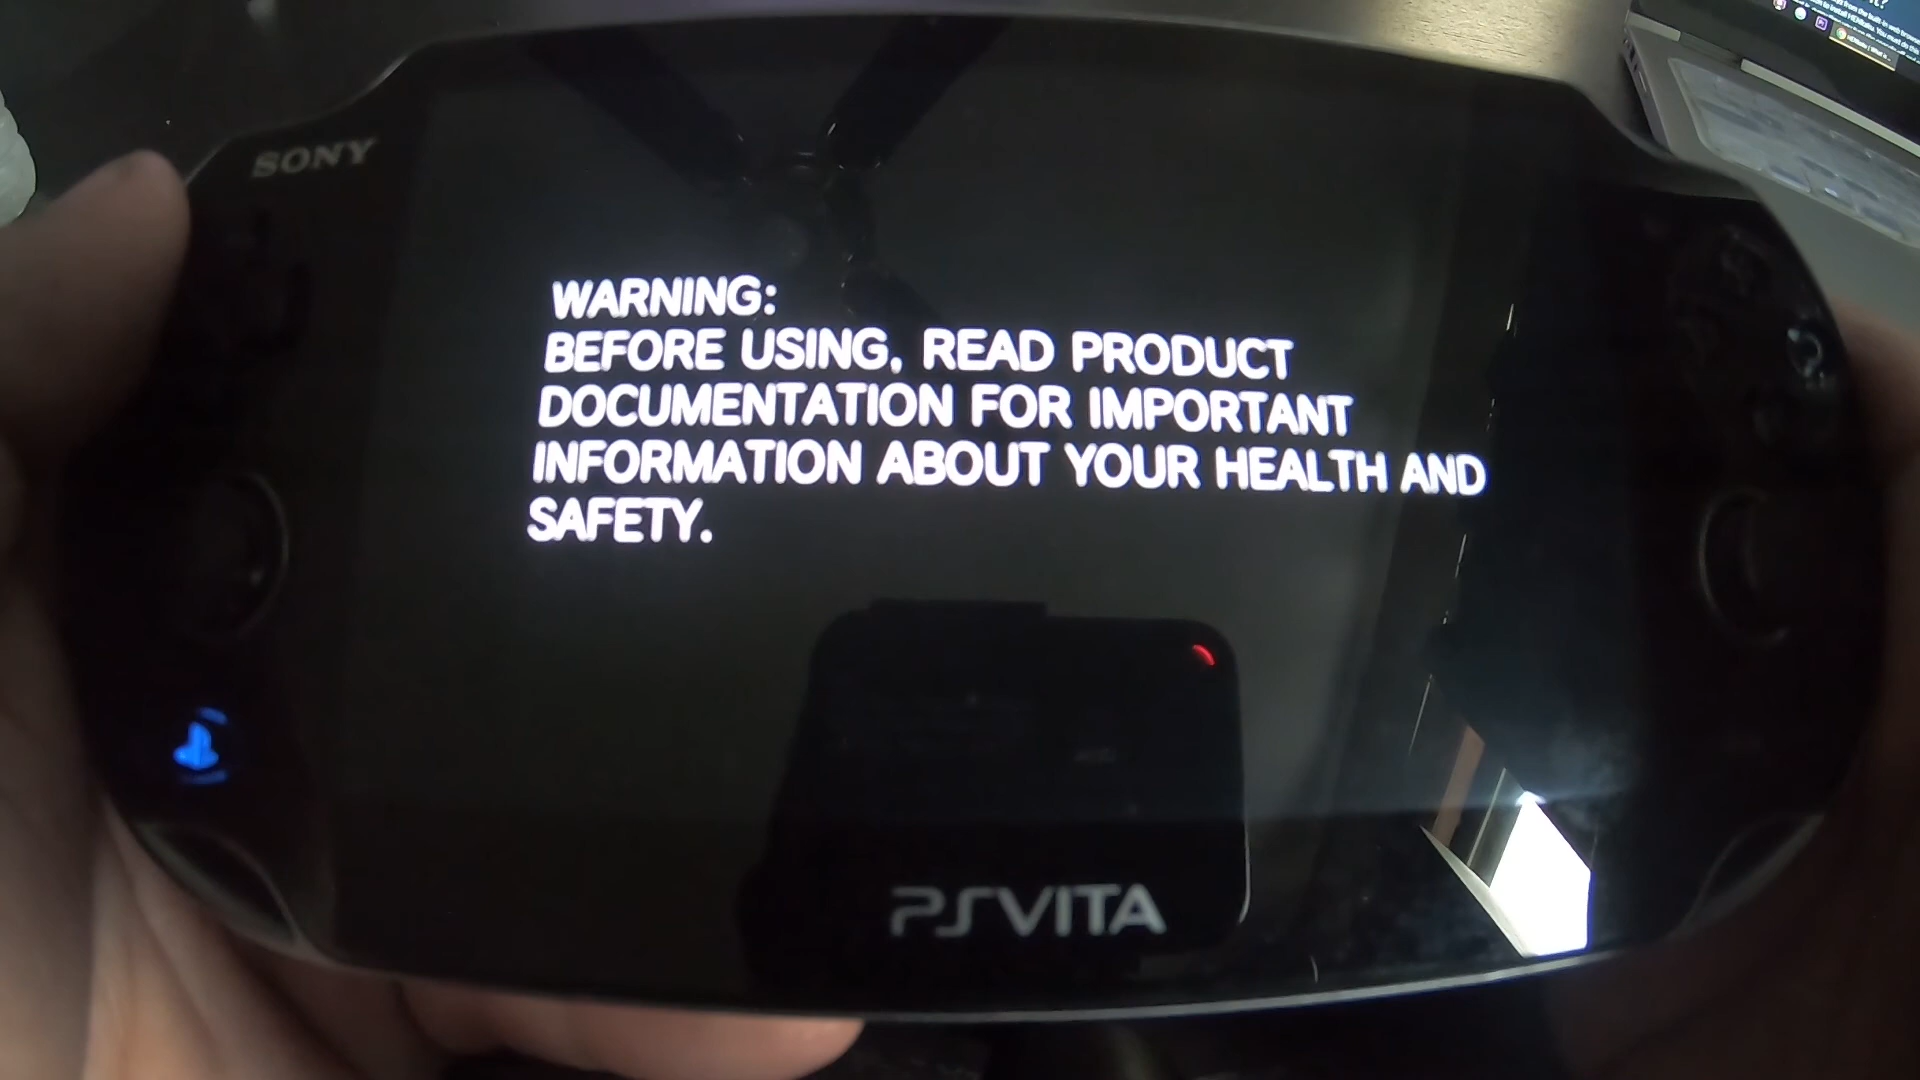 SONY
WARNING:
BEFORE USING, READ PRODUCT
DOCUMENTATION FOR IMPORTANT
INFORMATION ABOUT YOUR HEALTH AND
SAFETY.
PSVITA